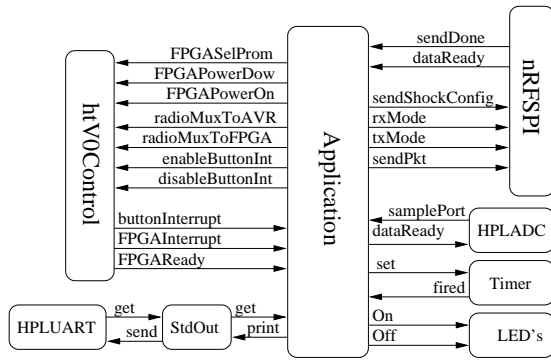 sendDone
FPGASelProm
dataReady
FPGAPowerDow
FPGAPowerOn
sendShockConfig
nRFSPI
radioMuxToAVR
rxMode
htV0Control
radioMuxToFPGA
txMode
Application
enableButtonInt
sendPkt
disableButtonInt
buttonInterrupt
samplePort
FPGAInterrupt
dataReady
HPLADC
FPGAReady
set
fired
Timer
get
get
HPLUART
StdOut
send
print
On
Off
LED's